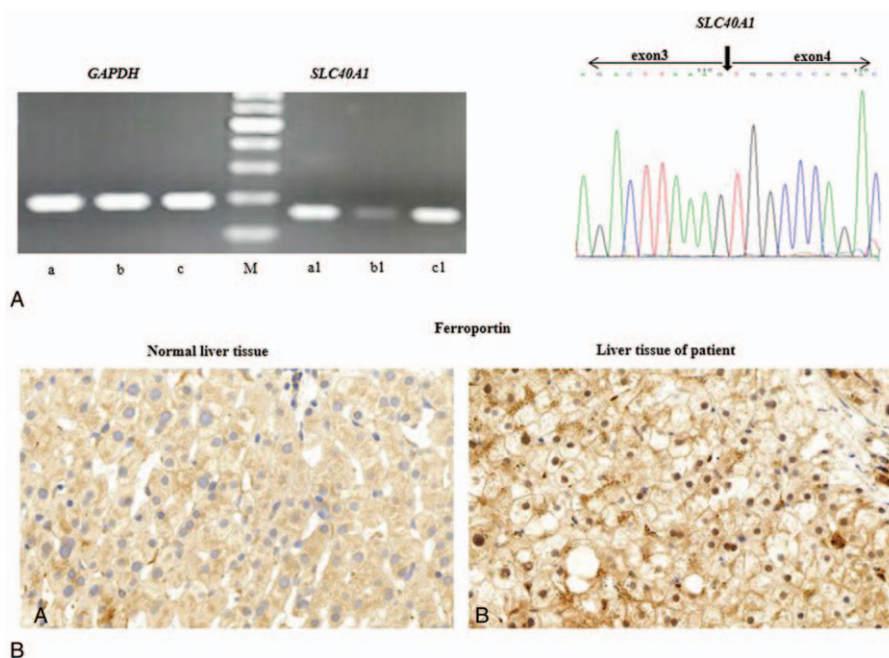 SLC40A1
exon3 exon4
GAPDH SLC40A1
a b c M a1 b1 c1
A
Ferroportin
Normal liver tissue Liver tissue of patient
A B
B